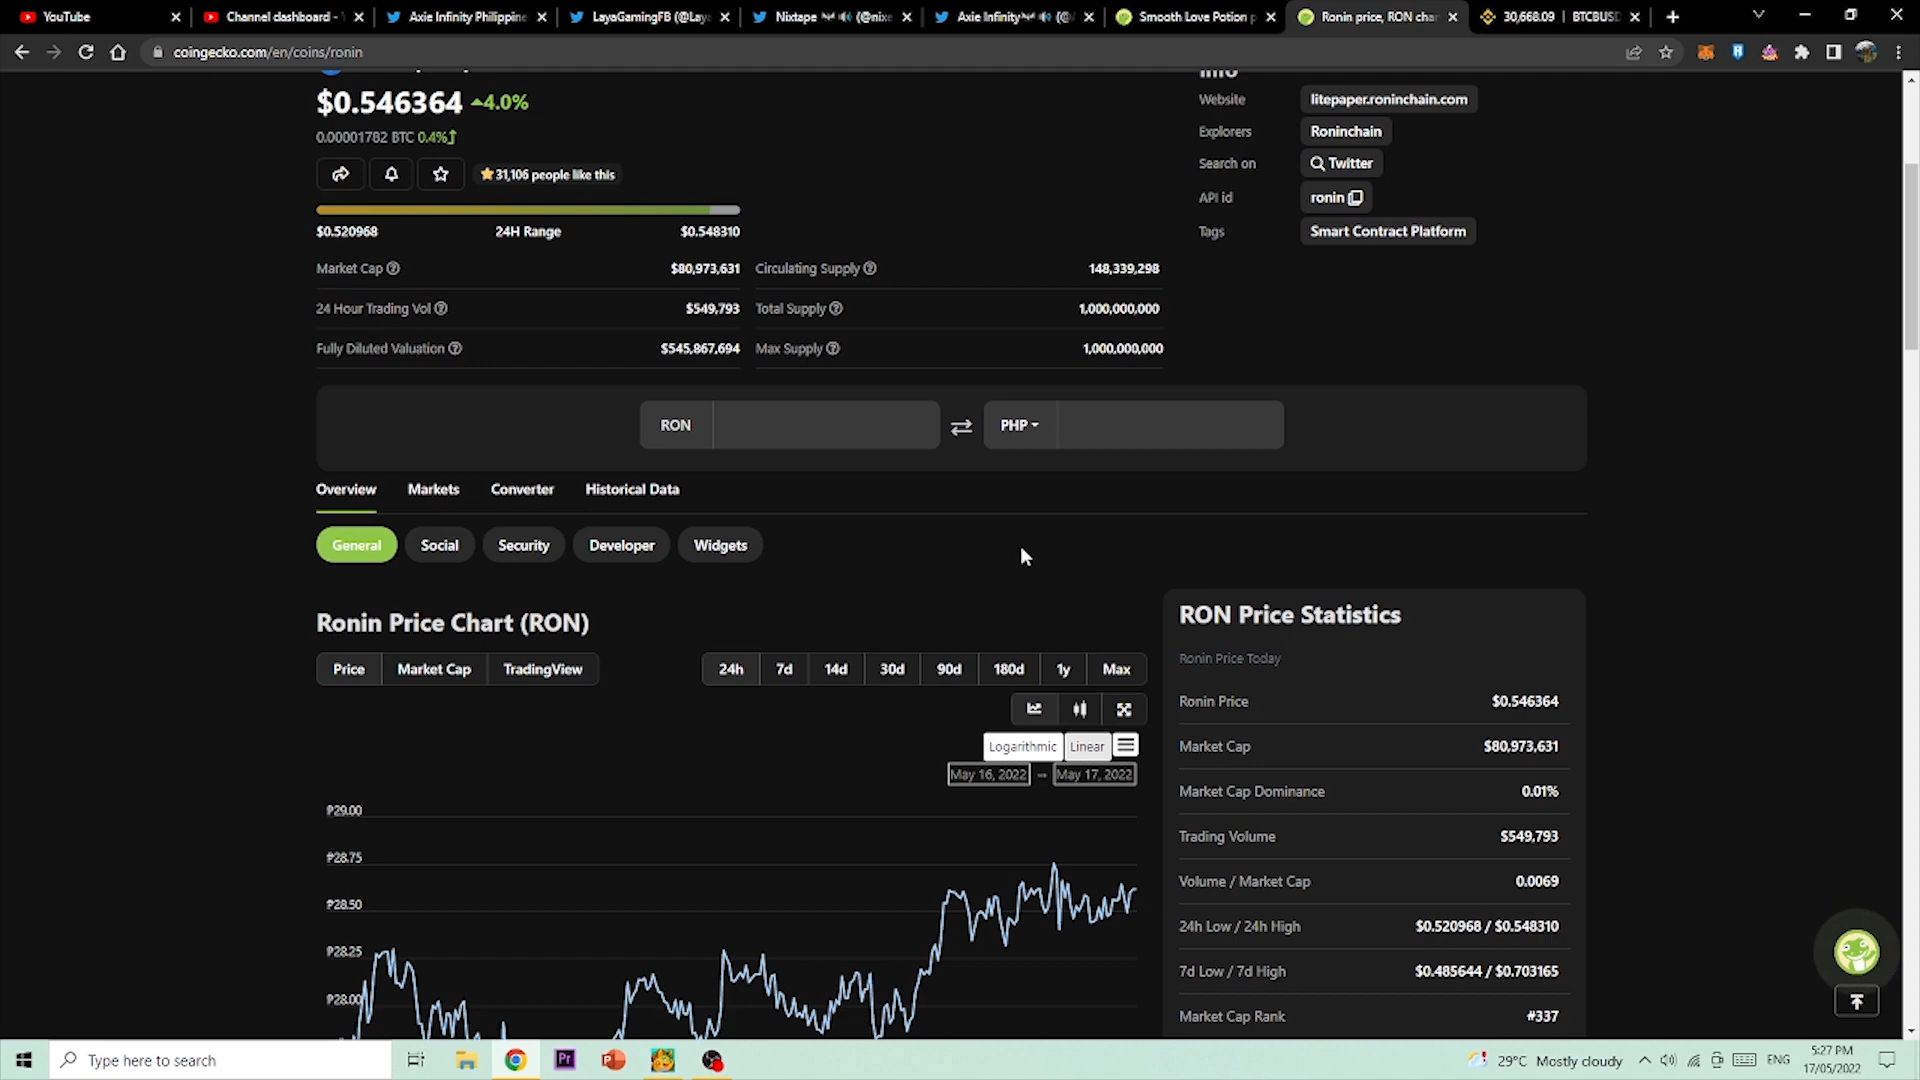 YouTube
Channel dashboard - Y
Axie Infinity Philippine
LayaGamingFB (@Laya
Nixtape
(@nixe
Axie Infinity
(@A
Smooth Love Potion p
Ronin price, RON char
30,668.09 | BTCBUSD
coingecko.com/en/coins/ronin
$0.546364 4.0%
0.00001782 BTC 0.4%
31,106 people like this
$0.520968 24H Range $0.548310
Market Cap $80,973,631
24 Hour Trading Vol $549,793
Fully Diluted Valuation $545,867,694
Circulating Supply 148,339,298
Total Supply 1,000,000,000
Max Supply 1,000,000,000
Info
Website litepaper.roninchain.com
Explorers Roninchain
Search on Twitter
API id ronin
Tags Smart Contract Platform
RON PHP
Overview Markets Converter Historical Data
General Social Security Developer Widgets
Ronin Price Chart (RON)
Price Market Cap TradingView
24h 7d 14d 30d 90d 180d 1y Max
Logarithmic Linear
May 16, 2022 → May 17, 2022
₱29.00
₱28.75
₱28.50
₱28.25
₱28.00
RON Price Statistics
Ronin Price Today
Ronin Price $0.546364
Market Cap $80,973,631
Market Cap Dominance 0.01%
Trading Volume $549,793
Volume / Market Cap 0.0069
24h Low / 24h High $0.520968 / $0.548310
7d Low / 7d High $0.485644 / $0.703165
Market Cap Rank #337
Type here to search
Pr
29°C Mostly cloudy
ENG
5:27 PM
17/05/2022